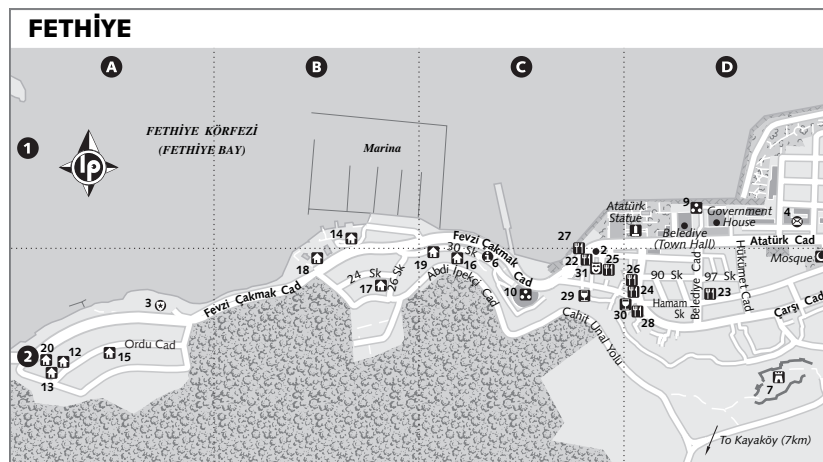 FETHİYE
A
B
C
D
1
FETHİYE KÖRFEZİ
(FETHİYE BAY)
Marina
lp
9
Government
House
4
Atatürk
Statue
Belediye
(Town Hall)
Atatürk Cad
Mosque
27
2
14
18
19
30 Sk
16
6
Fevzi Çakmak
Cad
22
25
31
24 Sk
26 Sk
17
Abdi İpekçi Cad
10
29
26
24
90 Sk
97 Sk
23
Belediye Cad
Hükümet Cad
Hamam
Sk
30
28
Çarşı Cad
3
Fevzi Çakmak Cad
Cahit Ünal Yolu
2
20
12
13
Ordu Cad
15
7
To Kayaköy (7km)